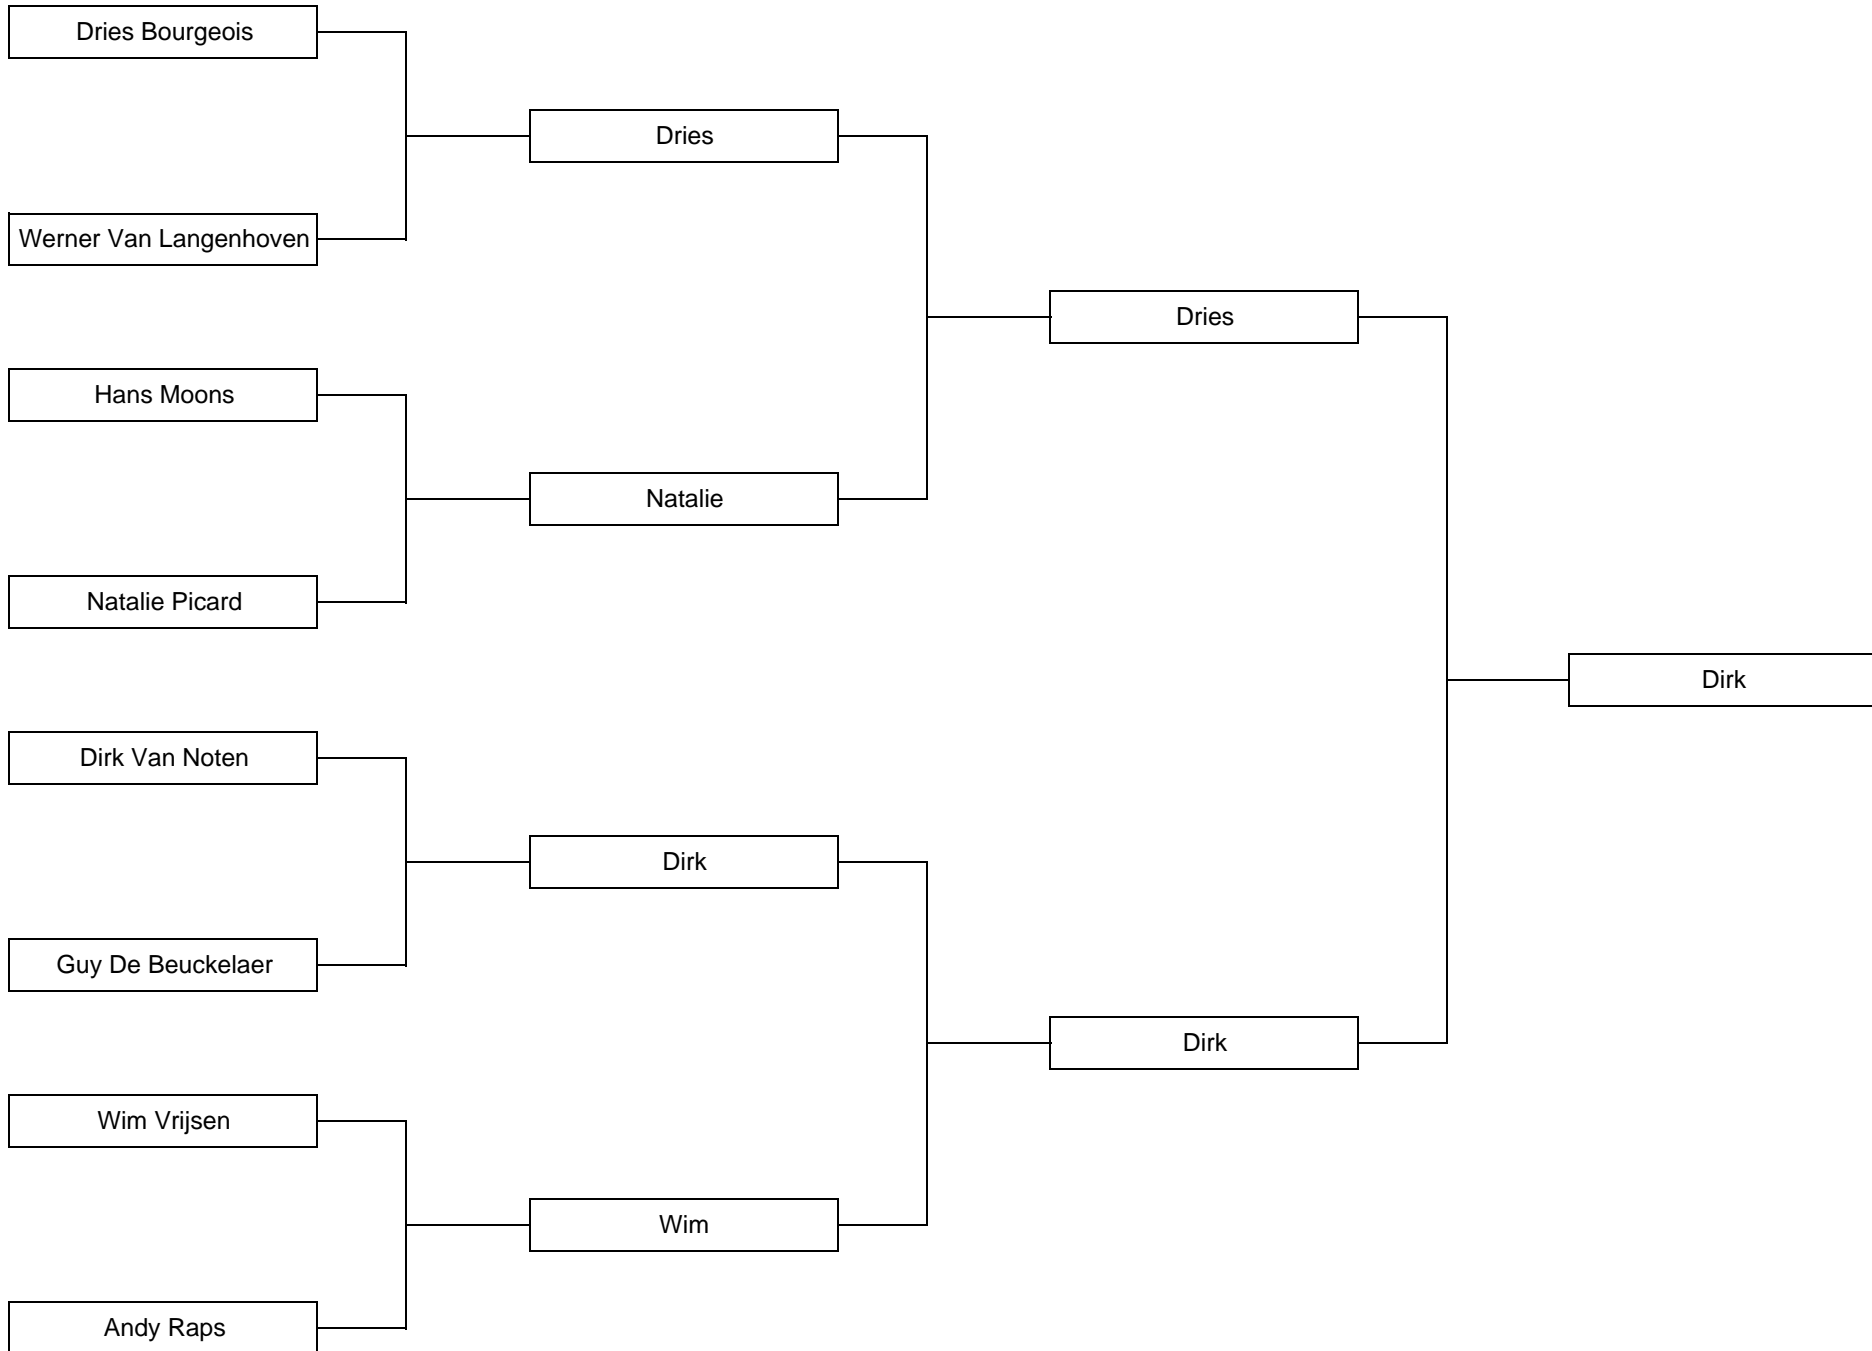 Dries Bourgeois
Dries
Werner Van Langenhoven
Dries
Hans Moons
Natalie
Natalie Picard
Dirk
Dirk Van Noten
Dirk
Guy De Beuckelaer
Dirk
Wim Vrijsen
Wim
Andy Raps